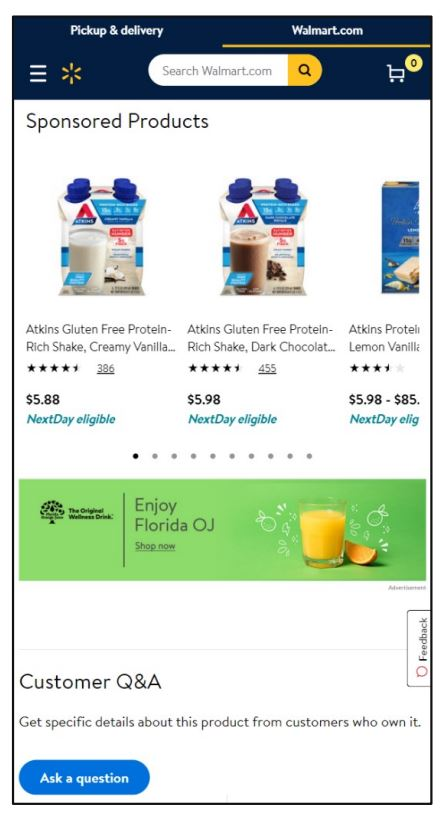 Pickup & delivery
Walmart.com
Search Walmart.com
0
Sponsored Products
ATKINS
ATKINS
Atkins Gluten Free Protein-
Rich Shake, Creamy Vanilla...
386
$5.88
NextDay eligible
Atkins Gluten Free Protein-
Rich Shake, Dark Chocolat...
455
$5.98
NextDay eligible
Atkins Protei
Lemon Vanilla
$5.98 - $85.
NextDay elig
The Original
Wellness Drink.
Enjoy
Florida OJ
Shop now
Advertisement
Feedback
Customer Q&A
Get specific details about this product from customers who own it.
Ask a question